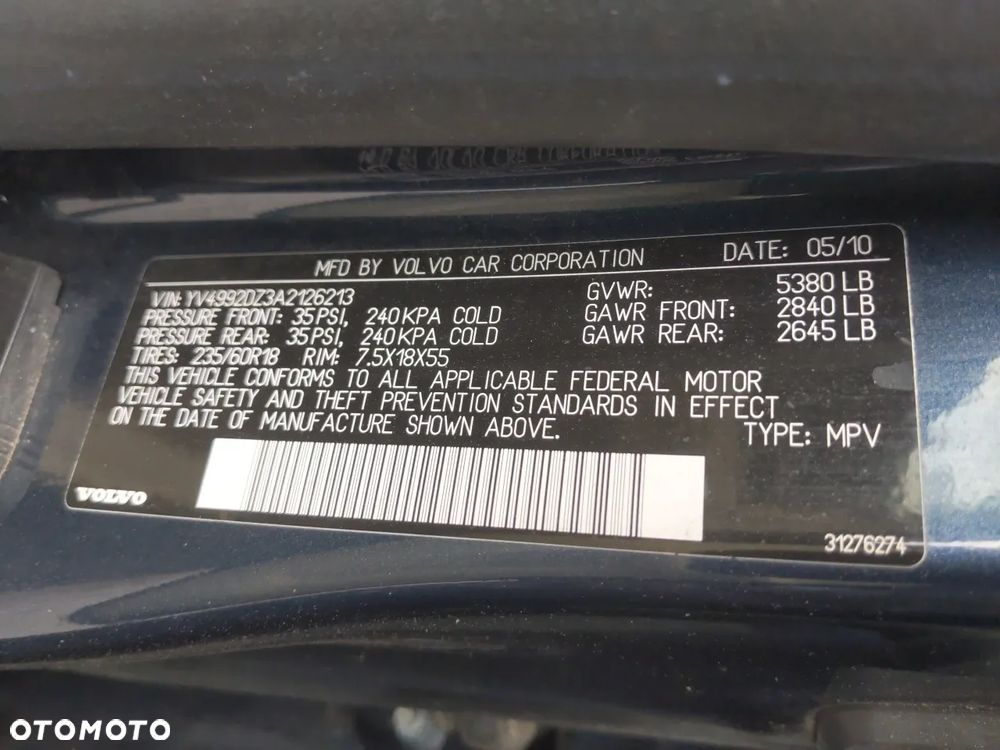 MFD BY VOLVO CAR CORPORATION DATE: 05/10
VIN: YV4992DZ3A2126213
PRESSURE FRONT: 35PSI, 240KPA COLD
PRESSURE REAR: 35PSI, 240KPA COLD
TIRES: 235/60R18 RIM: 7.5X18X55
GVWR: 5380 LB
GAWR FRONT: 2840 LB
GAWR REAR: 2645 LB
THIS VEHICLE CONFORMS TO ALL APPLICABLE FEDERAL MOTOR
VEHICLE SAFETY AND THEFT PREVENTION STANDARDS IN EFFECT
ON THE DATE OF MANUFACTURE SHOWN ABOVE.
TYPE: MPV
VOLVO
31276274
OTOMOTO